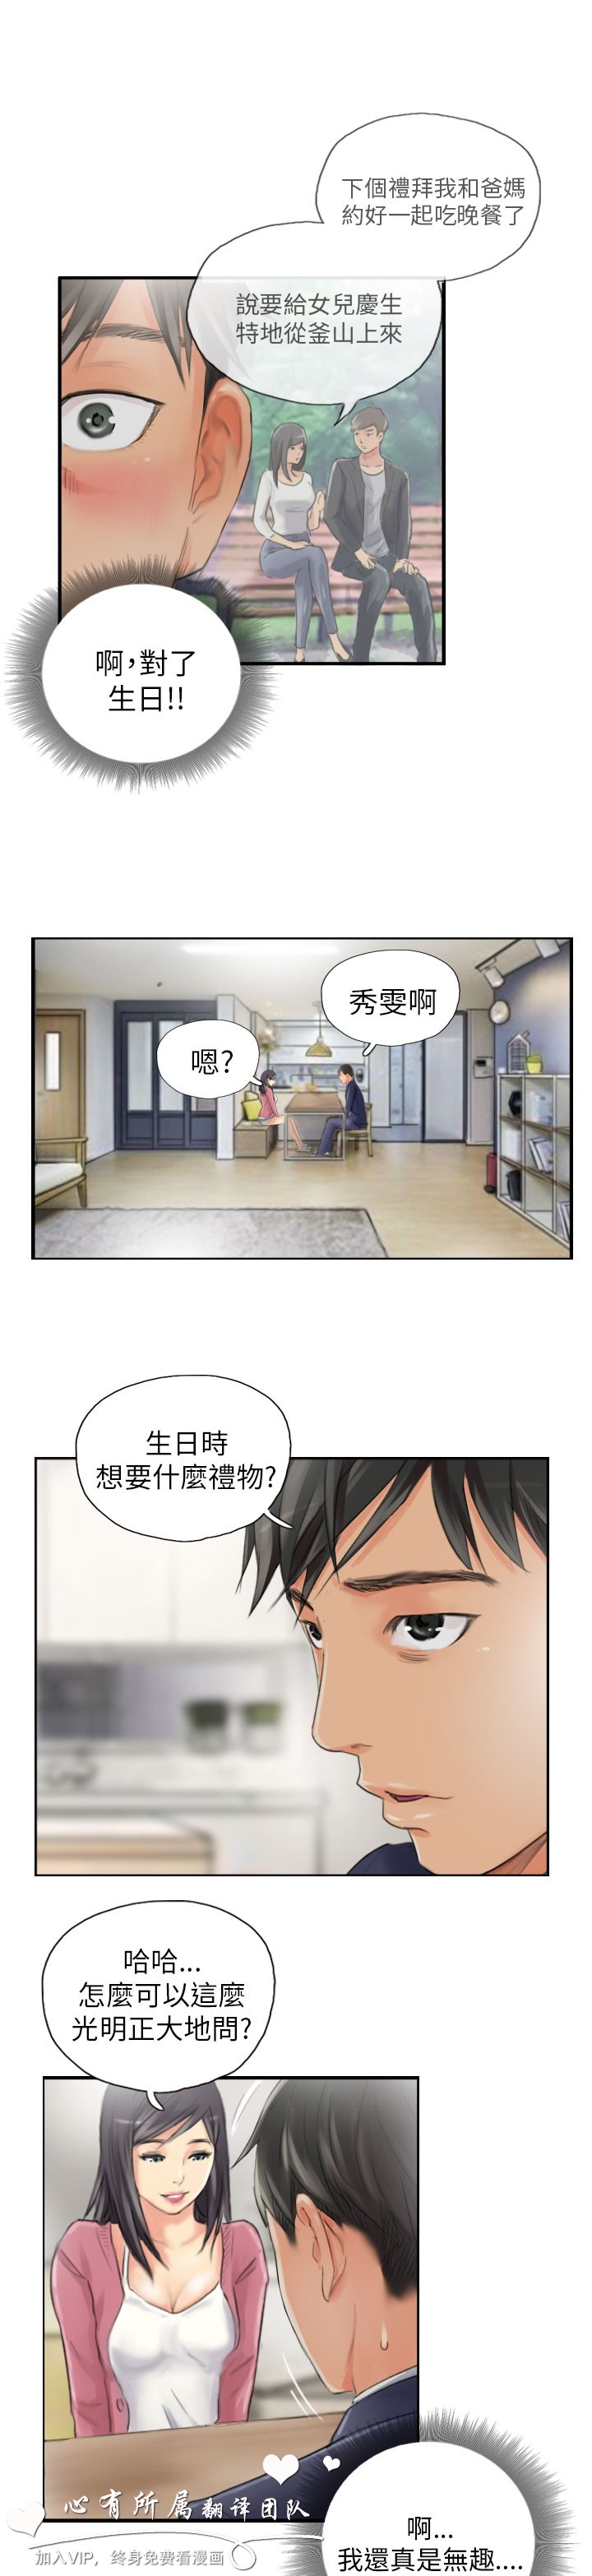 下個禮拜我和爸媽
約好一起吃晚餐了
說要給女兒慶生
特地從釜山上來
啊，對了
生日!!
秀雯啊
嗯?
生日時
想要什麼禮物?
哈哈...
怎麼可以這麼
光明正大地問?
心有所属翻译团队
加入VIP，终身免费看漫画
啊...
我還真是無趣....